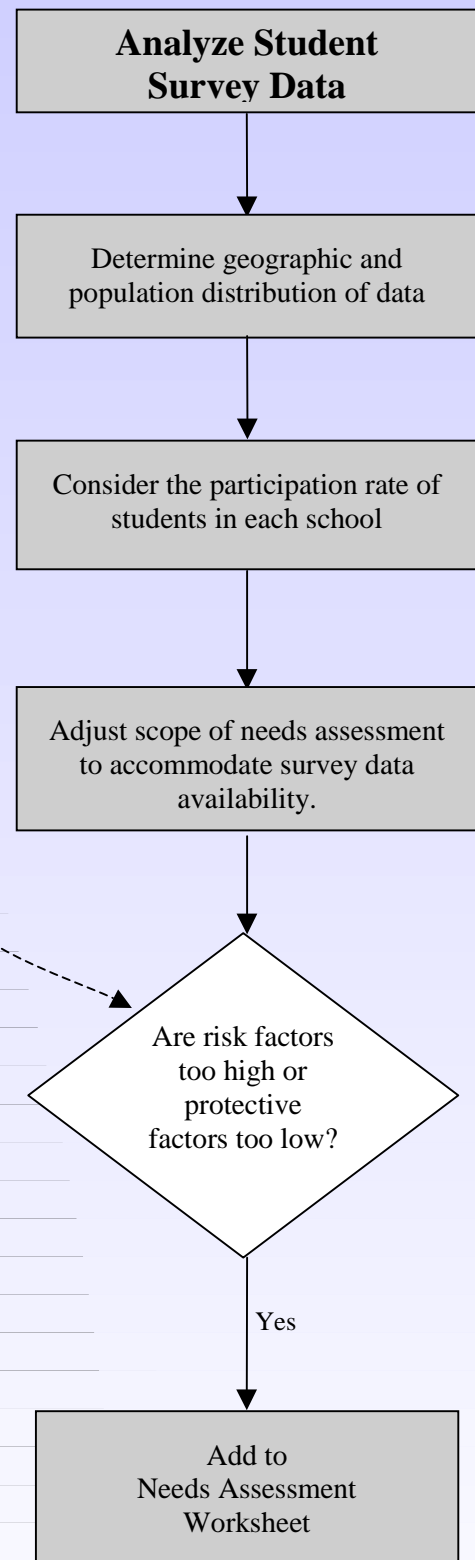 Analyze Student
Survey Data
Determine geographic and
population distribution of data
Consider the participation rate of
students in each school
Adjust scope of needs assessment
to accommodate survey data
availability.
Are risk factors
too high or
protective
factors too low?
Yes
Add to
Needs Assessment
Worksheet